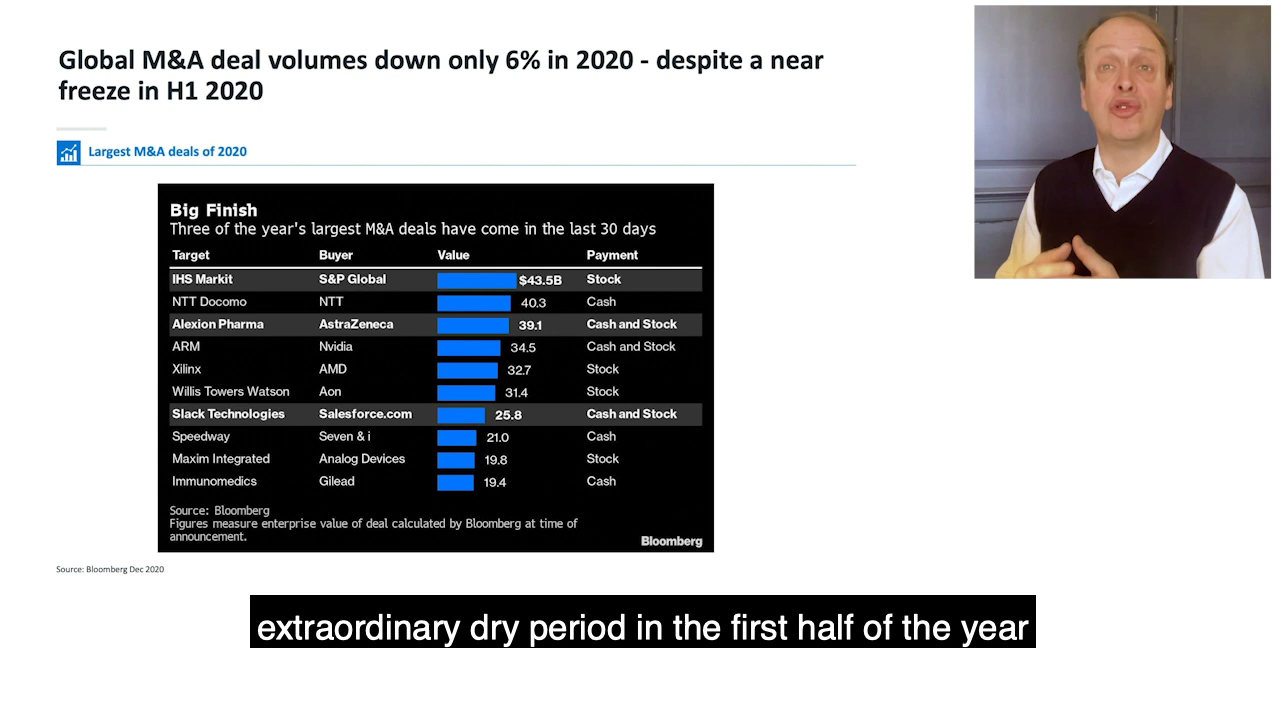 Global M&A deal volumes down only 6% in 2020 - despite a near
freeze in H1 2020
Largest M&A deals of 2020
Big Finish
Three of the year's largest M&A deals have come in the last 30 days
Target Buyer Value Payment
IHS Markit S&P Global $43.5B Stock
NTT Docomo NTT 40.3 Cash
Alexion Pharma AstraZeneca 39.1 Cash and Stock
ARM Nvidia 34.5 Cash and Stock
Xilinx AMD 32.7 Stock
Willis Towers Watson Aon 31.4 Stock
Slack Technologies Salesforce.com 25.8 Cash and Stock
Speedway Seven & i 21.0 Cash
Maxim Integrated Analog Devices 19.8 Stock
Immunomedics Gilead 19.4 Cash
Source: Bloomberg
Figures measure enterprise value of deal calculated by Bloomberg at time of
announcement.
Bloomberg
Source: Bloomberg Dec 2020
extraordinary dry period in the first half of the year